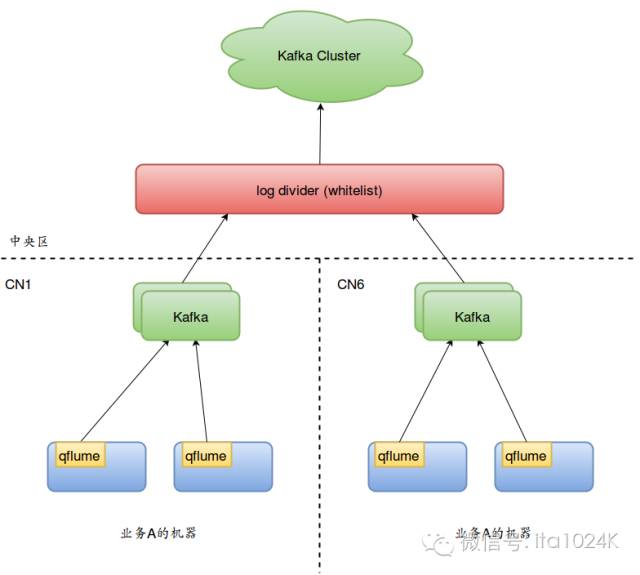 Kafka Cluster
log divider (whitelist)
中央区
CN1
CN6
Kafka
Kafka
qflume
qflume
qflume
qflume
业务A的机器
业务A的机器
微信号: ita1024K